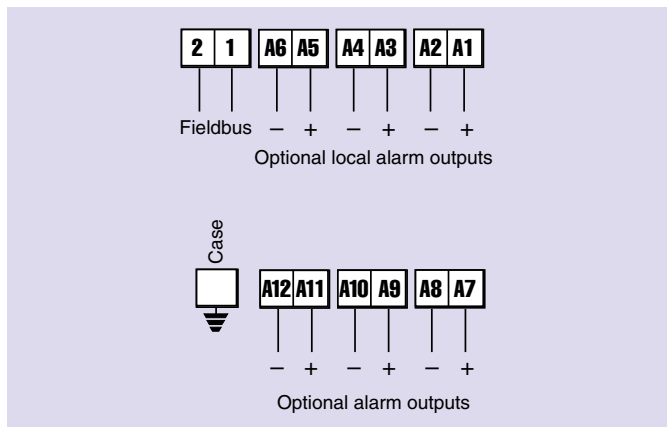 2 1 A6 A5 A4 A3 A2 A1
Fieldbus – + – + – +
Optional local alarm outputs
Case
A12 A11 A10 A9 A8 A7
– + – + – +
Optional alarm outputs